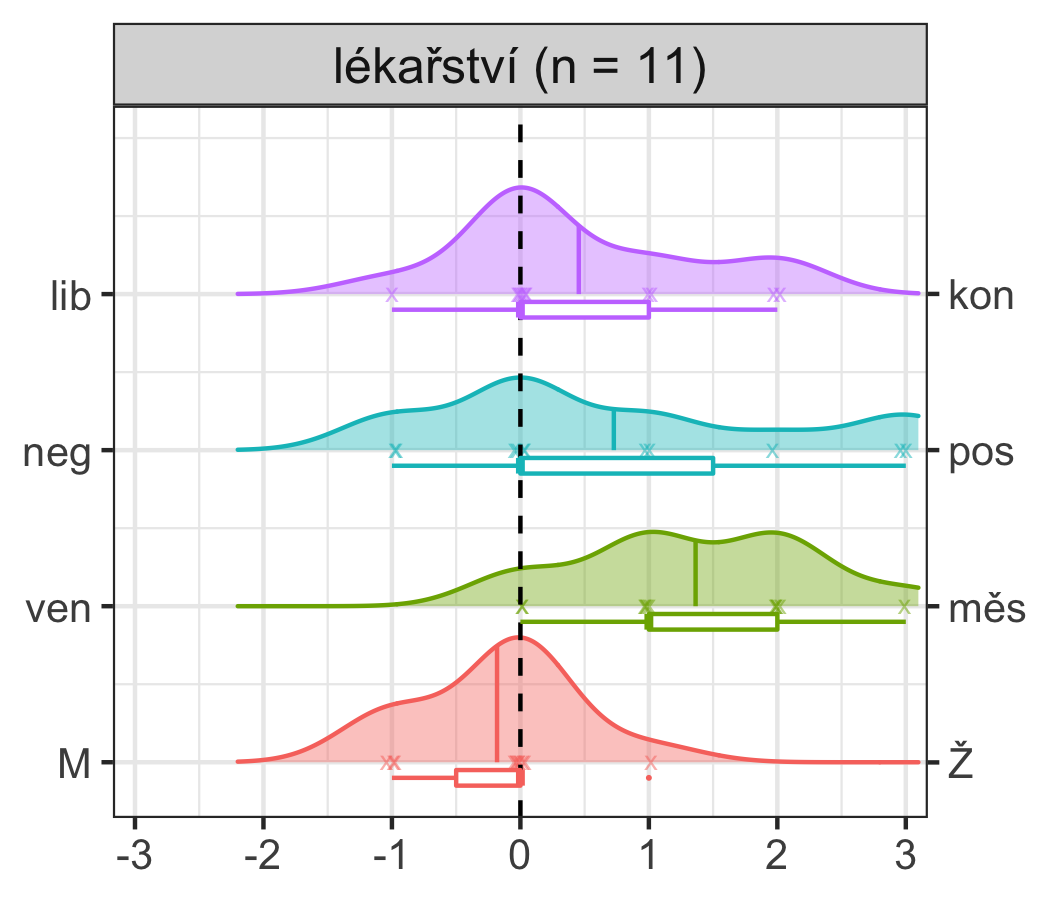 lékařství (n = 11)
lib kon
neg pos
ven měs
M Ž
-3 -2 -1 0 1 2 3